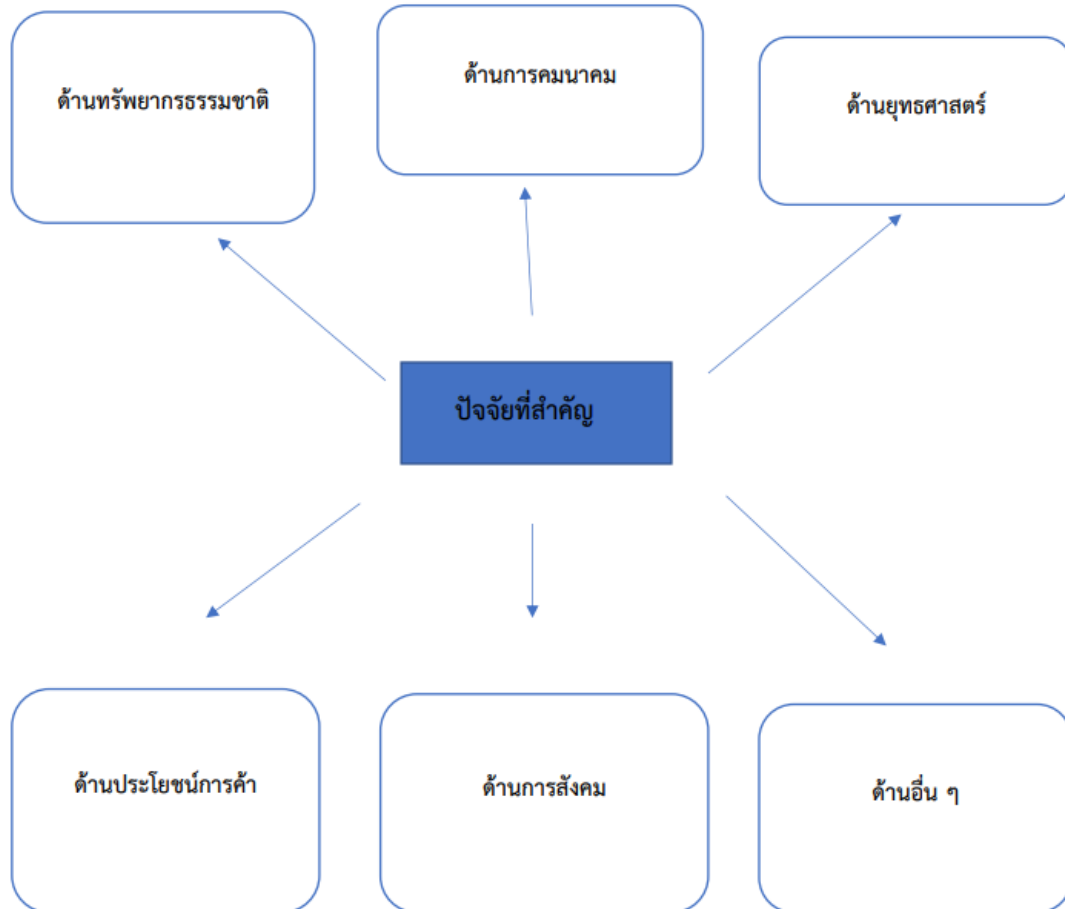 ด้านทรัพยากรธรรมชาติ
ด้านการคมนาคม
ด้านยุทธศาสตร์
ปัจจัยที่สำคัญ
ด้านประโยชน์การค้า
ด้านการสังคม
ด้านอื่น ๆ